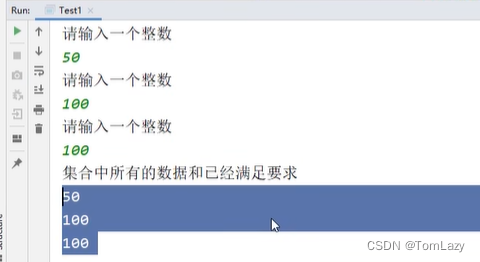 Run: Test1 ×
请输入一个整数
50
请输入一个整数
100
请输入一个整数
100
集合中所有的数据和已经满足要求
50
100
100
Structure
CSDN @TomLazy